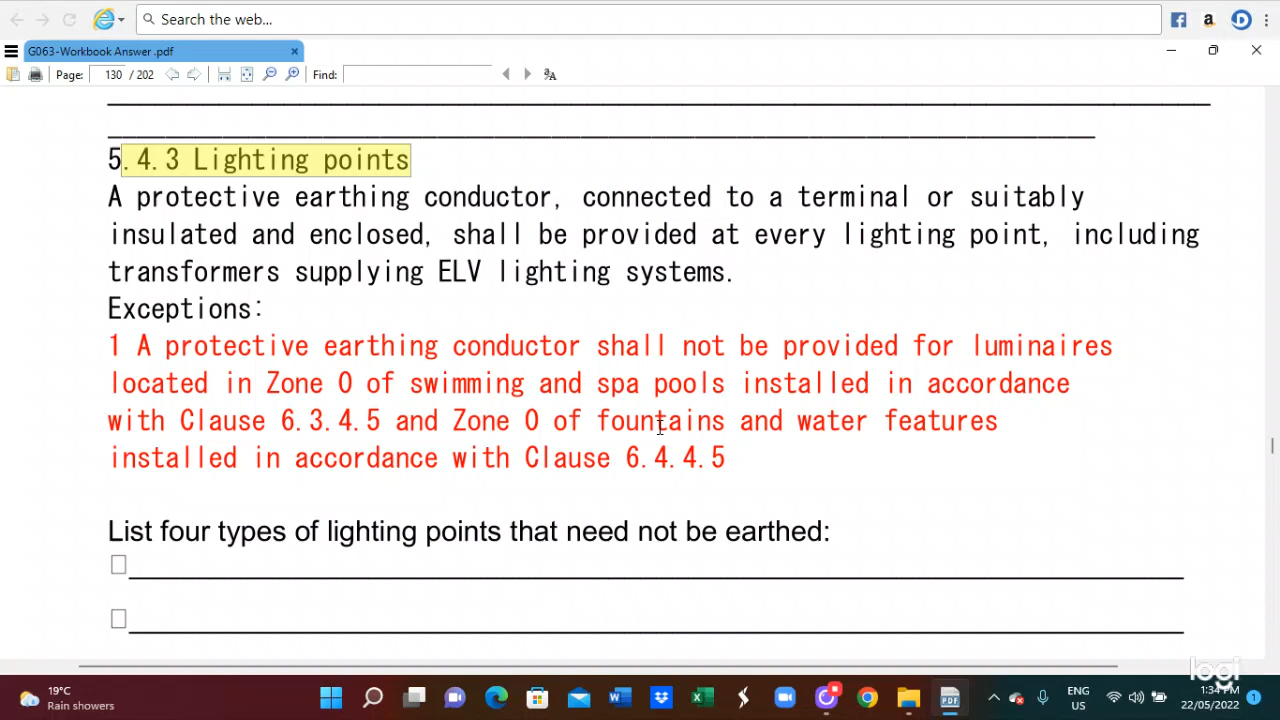 Search the web...
G063-Workbook Answer .pdf
Page: 130 / 202 Find:
5.4.3 Lighting points
A protective earthing conductor, connected to a terminal or suitably
insulated and enclosed, shall be provided at every lighting point, including
transformers supplying ELV lighting systems.
Exceptions:
1 A protective earthing conductor shall not be provided for luminaires
located in Zone 0 of swimming and spa pools installed in accordance
with Clause 6.3.4.5 and Zone 0 of fountains and water features
installed in accordance with Clause 6.4.4.5
List four types of lighting points that need not be earthed:
logi
19°C
Rain showers
ENG
US
1:34 PM
22/05/2022